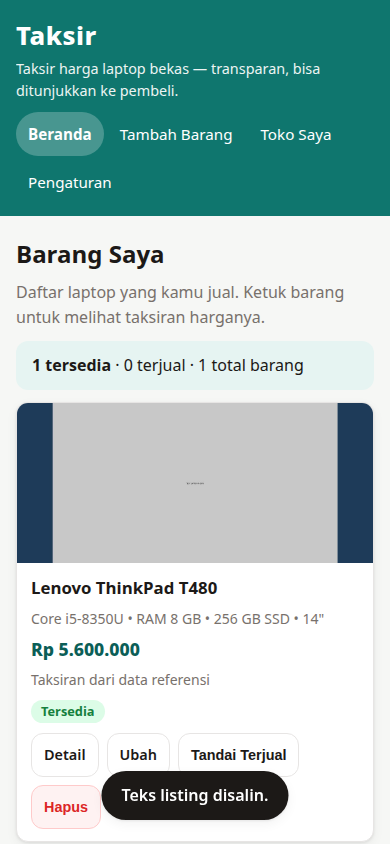 Taksir
Taksir harga laptop bekas — transparan, bisa
ditunjukkan ke pembeli.
Beranda
Tambah Barang
Toko Saya
Pengaturan
Barang Saya
Daftar laptop yang kamu jual. Ketuk barang
untuk melihat taksiran harganya.
1 tersedia · 0 terjual · 1 total barang
Lenovo ThinkPad T480
Core i5-8350U • RAM 8 GB • 256 GB SSD • 14"
Rp 5.600.000
Taksiran dari data referensi
Tersedia
Detail
Ubah
Tandai Terjual
Hapus
Teks listing disalin.